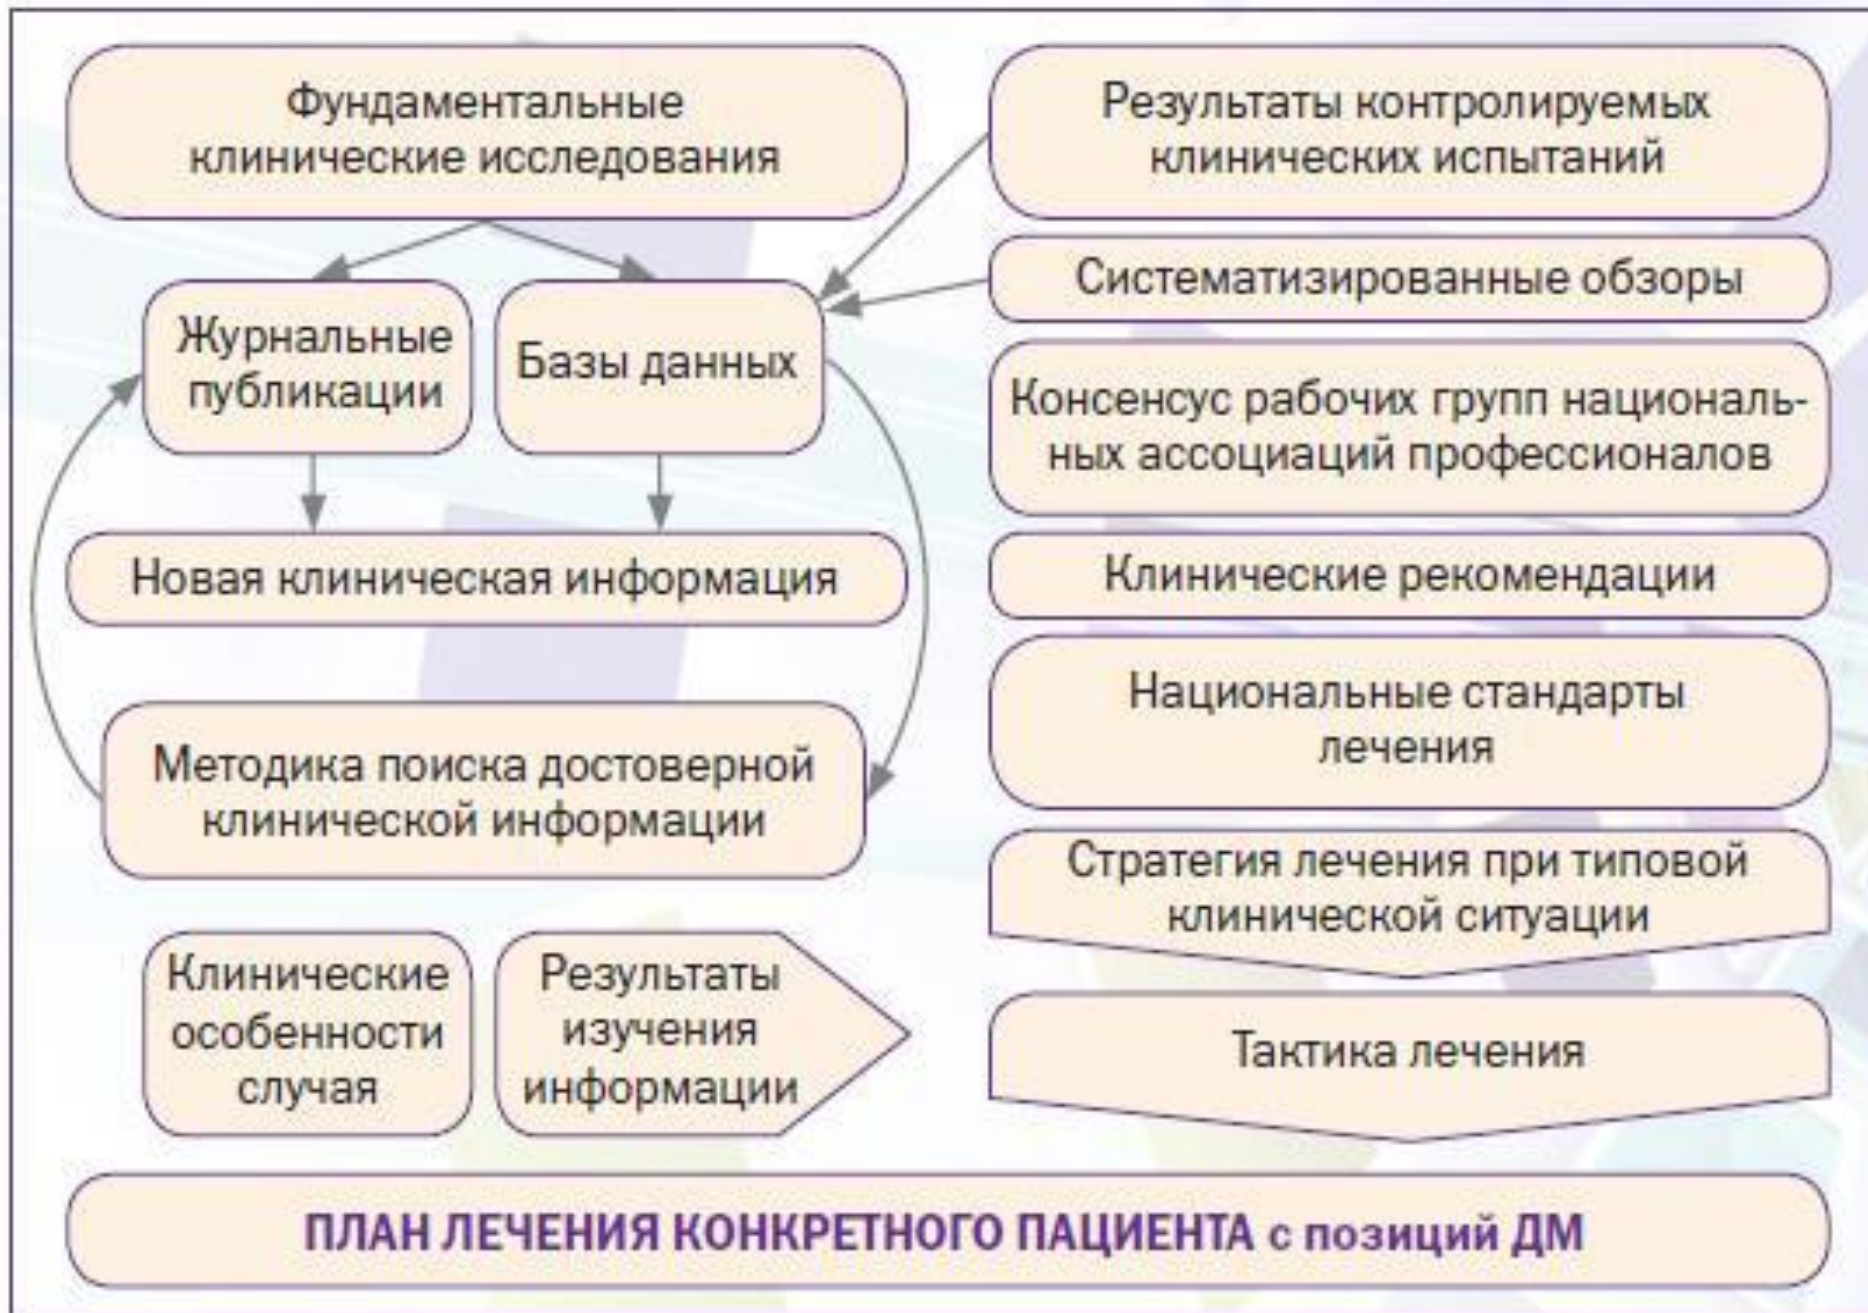 Фундаментальные
клинические исследования
Журнальные
публикации
Базы данных
Новая клиническая информация
Методика поиска достоверной
клинической информации
Клинические
особенности
случая
Результаты
изучения
информации
Результаты контролируемых
клинических испытаний
Систематизированные обзоры
Консенсус рабочих групп националь-
ных ассоциаций профессионалов
Клинические рекомендации
Национальные стандарты
лечения
Стратегия лечения при типовой
клинической ситуации
Тактика лечения
ПЛАН ЛЕЧЕНИЯ КОНКРЕТНОГО ПАЦИЕНТА с позиций ДМ